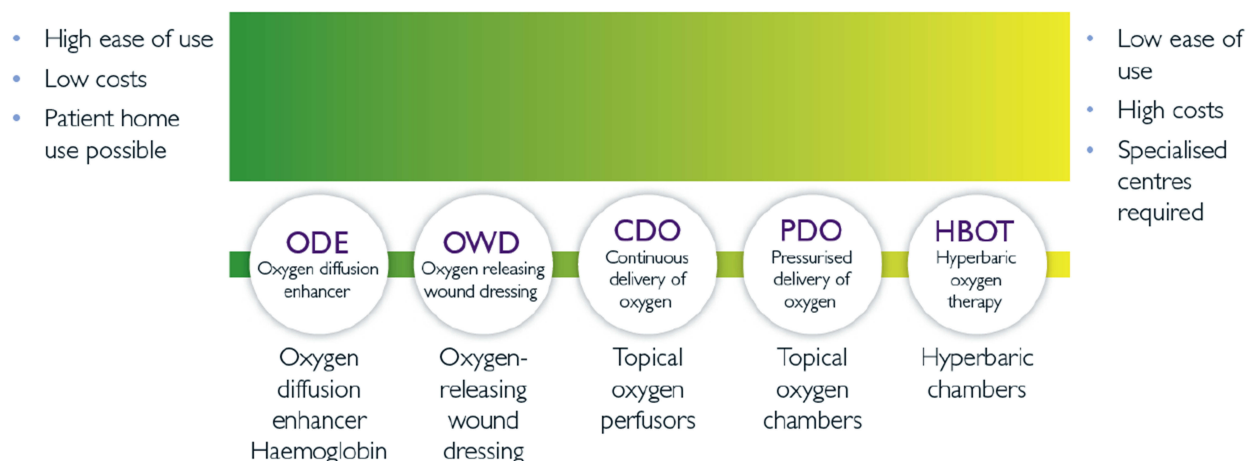 • High ease of use
• Low costs
• Patient home
use possible
• Low ease of
use
• High costs
• Specialised
centres
required
ODE
Oxygen diffusion
enhancer
OWD
Oxygen releasing
wound dressing
CDO
Continuous
delivery of
oxygen
PDO
Pressurised
delivery of
oxygen
HBOT
Hyperbaric
oxygen
therapy
Oxygen
diffusion
enhancer
Haemoglobin
Oxygen-
releasing
wound
dressing
Topical
oxygen
perfusors
Topical
oxygen
chambers
Hyperbaric
chambers